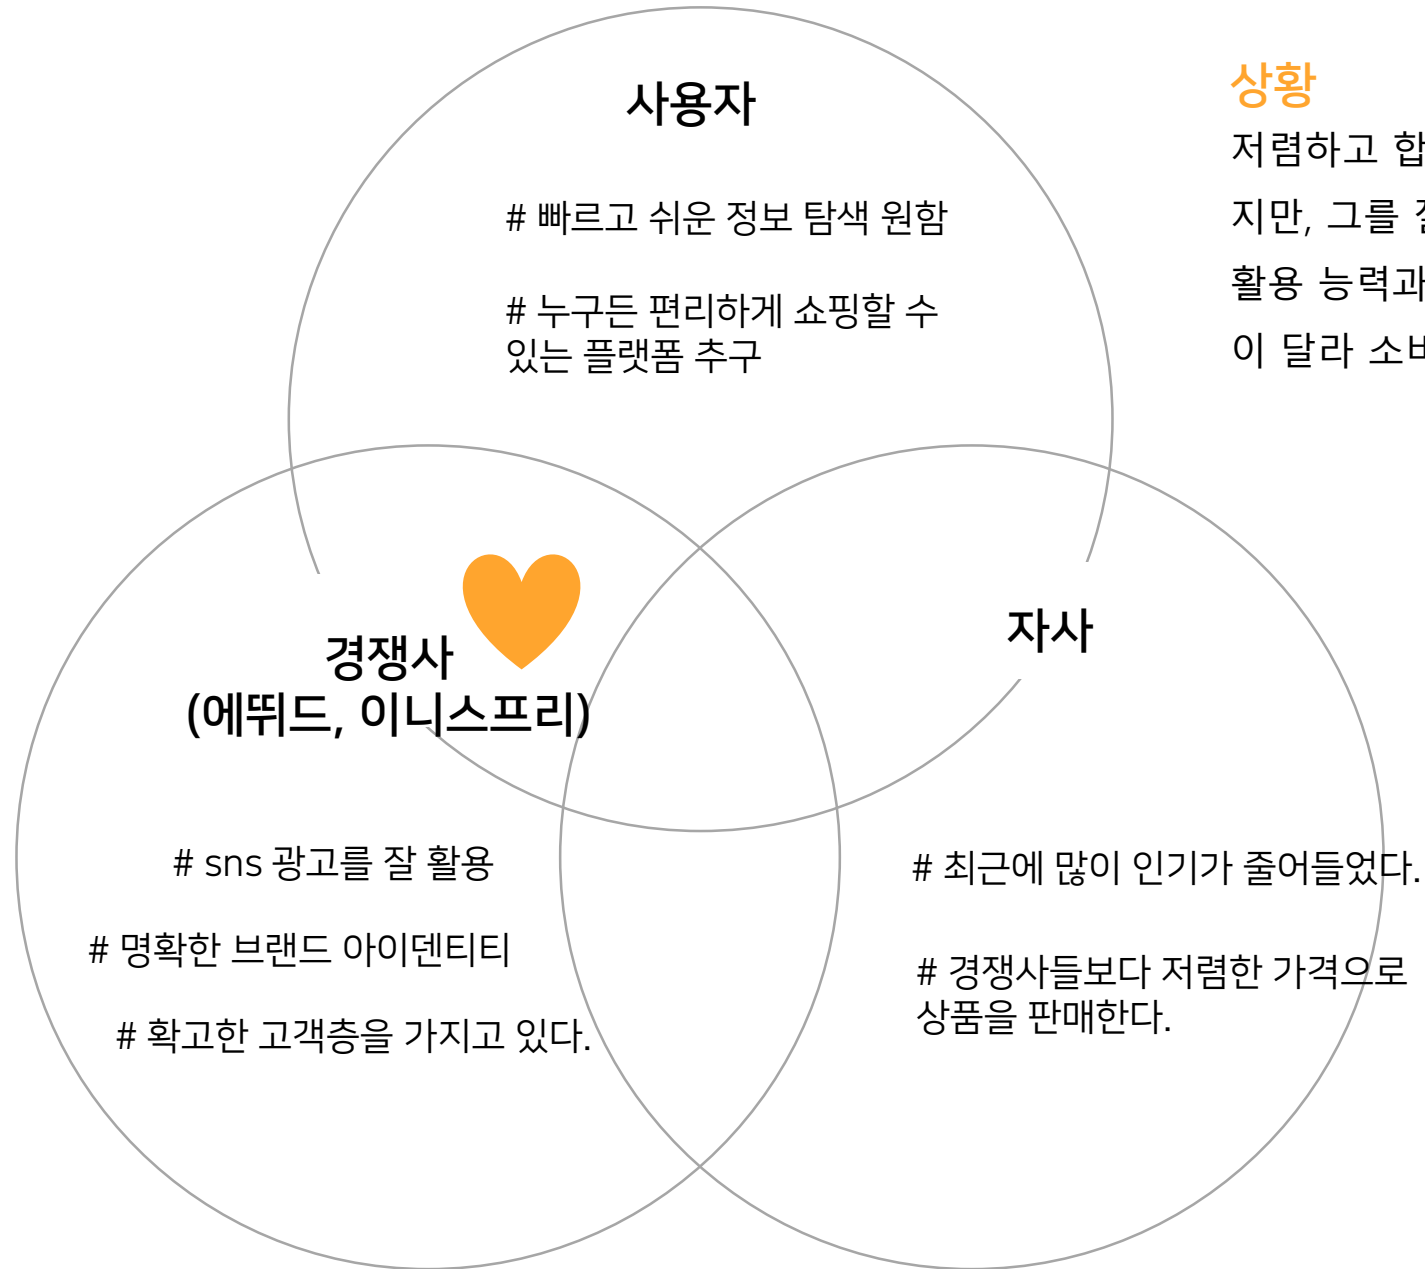 사용자
# 빠르고 쉬운 정보 탐색 원함
# 누구든 편리하게 쇼핑할 수
있는 플랫폼 추구
상황
저렴하고 합
지만, 그를
활용 능력과
이 달라
경쟁사
(에뛰드, 이니스프리)
# sns 광고를 잘 활용
# 명확한 브랜드 아이덴티티
# 확고한 고객층을 가지고 있다.
자사
# 최근에 많이 인기가 줄어들었다.
# 경쟁사들보다 저렴한 가격으로
상품을 판매한다.